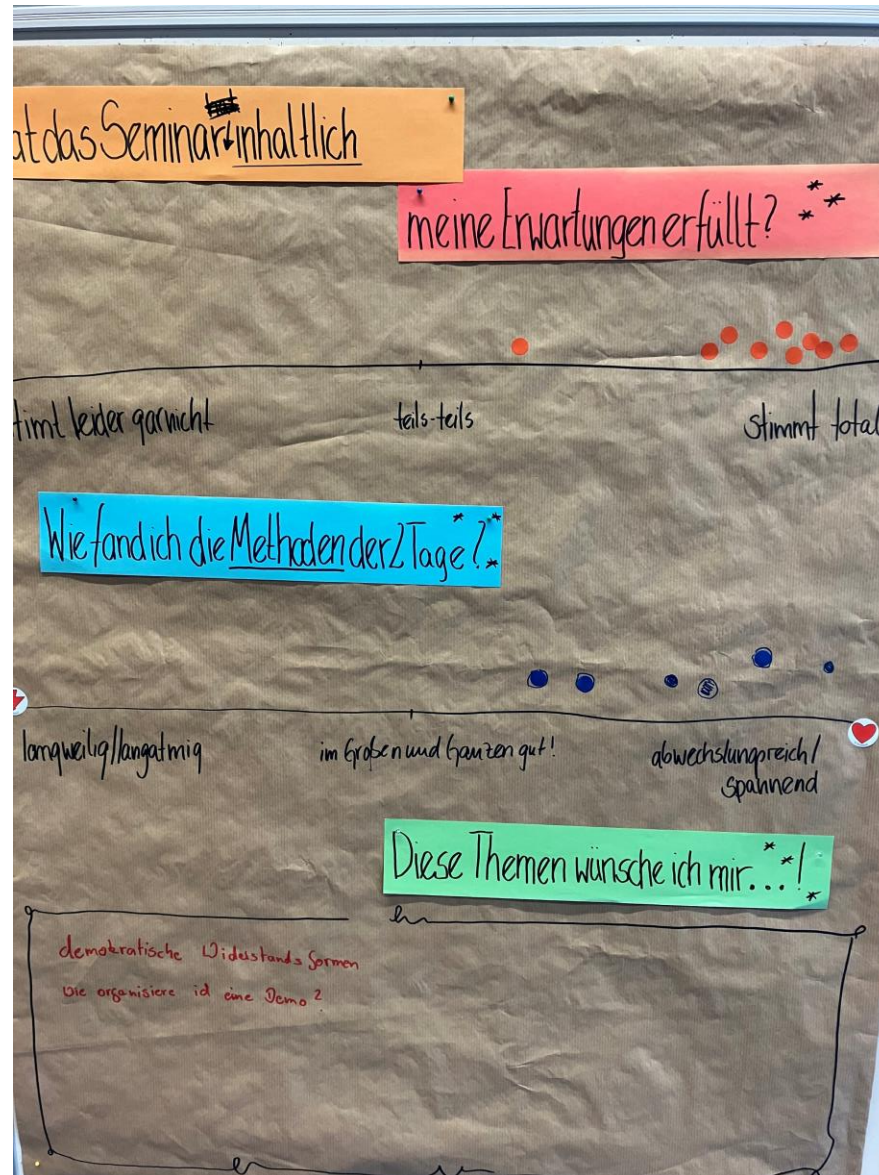 at das Seminar inhaltlich
meine Erwartungen erfüllt?
timt leider garnicht
teils-teils
stimmt total
Wie fand ich die Methoden der 2 Tage?
langweilig/langatmig
im Großen und Ganzen gut!
abwechslungreich/
spannend
Diese Themen wünsche ich mir...!
demokratische Widerstandsformen
Wie organisiere ich eine Demo?